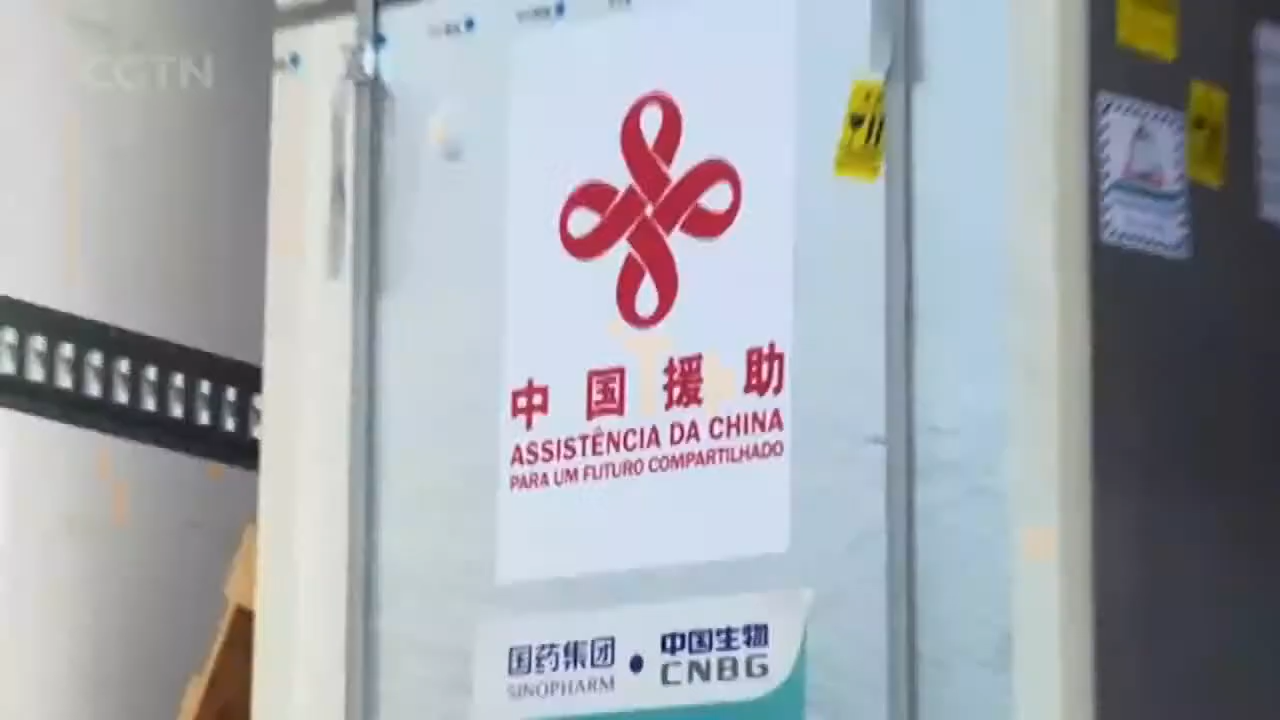 CGTN
中国援助
ASSISTÊNCIA DA CHINA
PARA UM FUTURO COMPARTILHADO
国药集团 • 中国生物
SINOPHARM CNBG